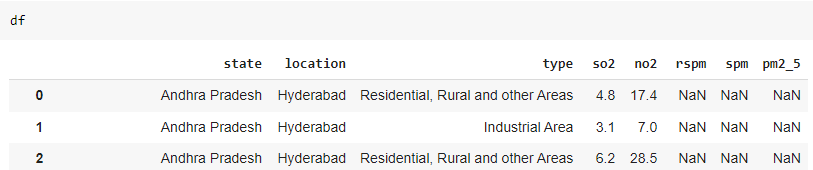 df
state location type so2 no2 rspm spm pm2_5
0 Andhra Pradesh Hyderabad Residential, Rural and other Areas 4.8 17.4 NaN NaN NaN
1 Andhra Pradesh Hyderabad Industrial Area 3.1 7.0 NaN NaN NaN
2 Andhra Pradesh Hyderabad Residential, Rural and other Areas 6.2 28.5 NaN NaN NaN